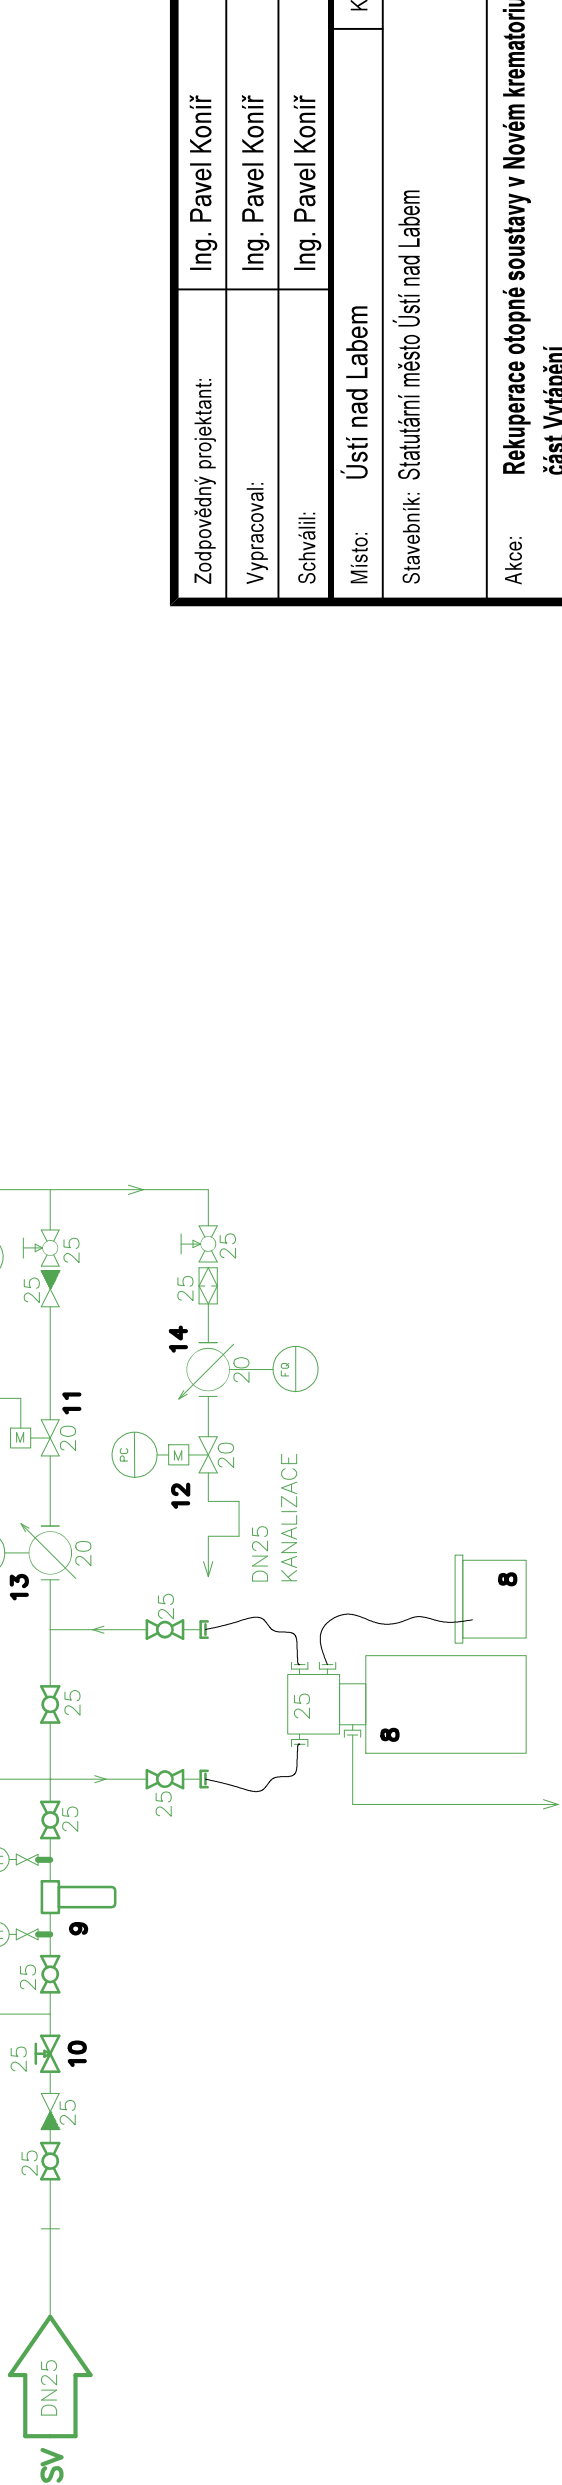 Zodpovědný projektant: Ing. Pavel Koníř
Vypracoval: Ing. Pavel Koníř
Schválil: Ing. Pavel Koníř
Místo: Ústí nad Labem
Stavebník: Statutární město Ústí nad Labem
Akce: Rekuperace otopné soustavy v Novém krematoriu
část Vytápění
SV
DN25
25
25
25
10
25
9
25
25
25
25
13
20
M
20
11
25
25
14
25
25
20
FQ
PC
M
20
12
DN25
KANALIZACE
25
8
8